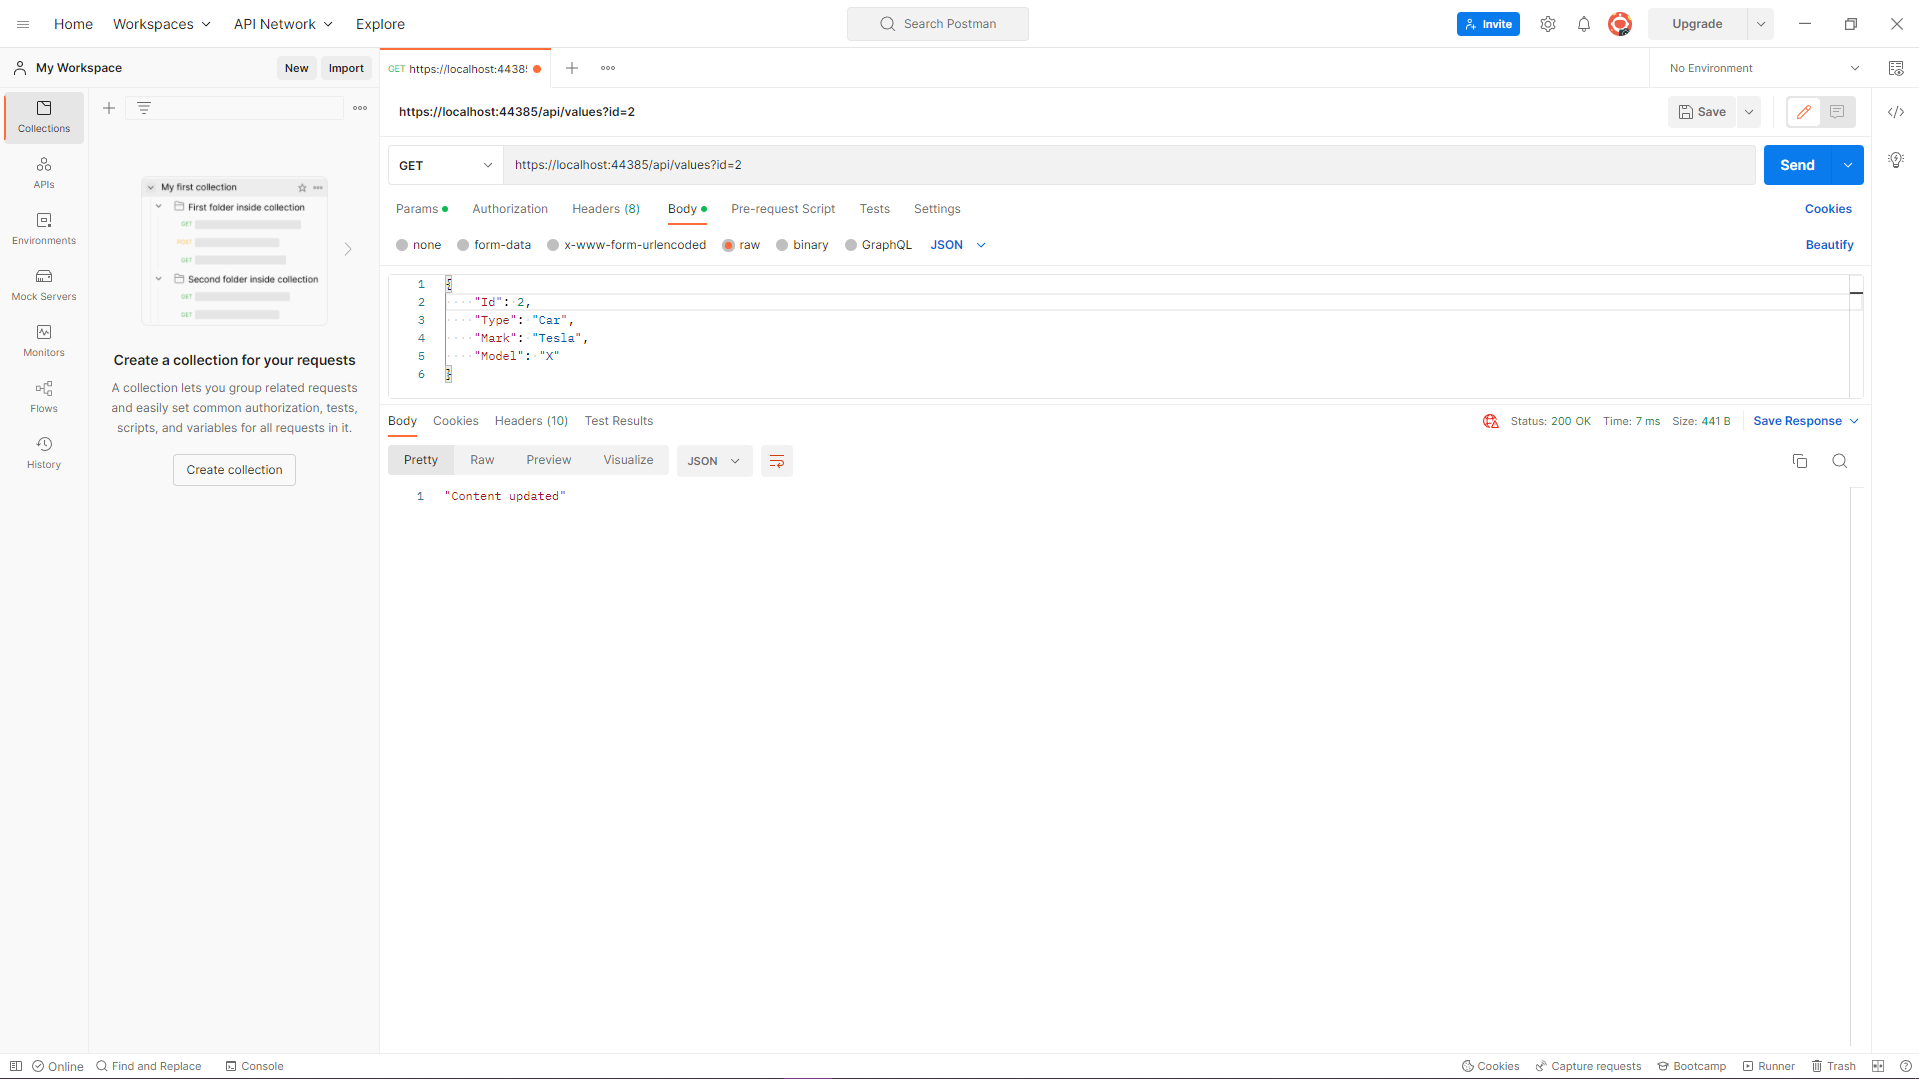 Home Workspaces API Network Explore Search Postman Invite Upgrade
My Workspace New Import GET https://localhost:4438 No Environment
https://localhost:44385/api/values?id=2 Save
Collections
APIs
Environments
Mock Servers
Monitors
Flows
History
My first collection
First folder inside collection
GET
POST
GET
Second folder inside collection
GET
GET
Create a collection for your requests
A collection lets you group related requests
and easily set common authorization, tests,
scripts, and variables for all requests in it.
Create collection
GET https://localhost:44385/api/values?id=2 Send
Params Authorization Headers (8) Body Pre-request Script Tests Settings Cookies
none form-data x-www-form-urlencoded raw binary GraphQL JSON Beautify
1 {
2 "Id": 2,
3 "Type": "Car",
4 "Mark": "Tesla",
5 "Model": "X"
6 }
Body Cookies Headers (10) Test Results Status: 200 OK Time: 7 ms Size: 441 B Save Response
Pretty Raw Preview Visualize JSON
1 "Content updated"
Online Find and Replace Console Cookies Capture requests Bootcamp Runner Trash